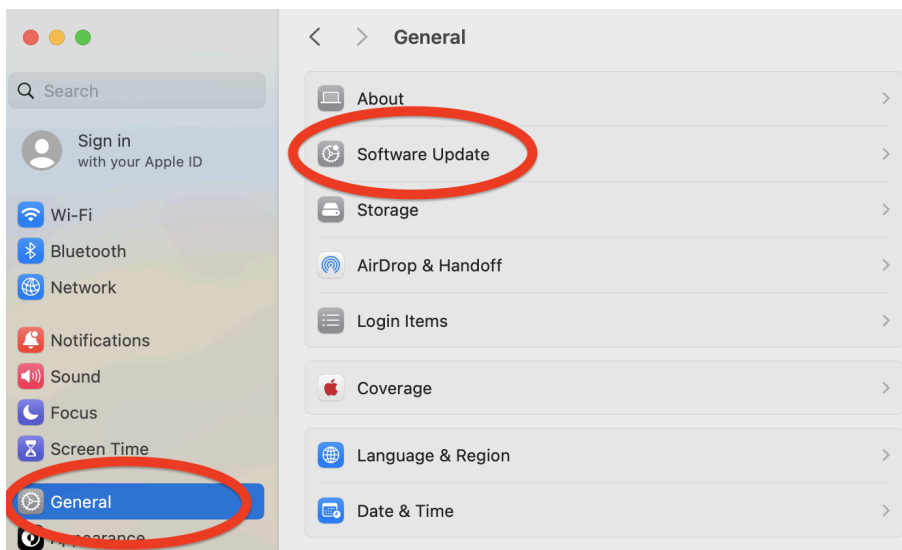 Search
Sign in
with your Apple ID
Wi-Fi
Bluetooth
Network
Notifications
Sound
Focus
Screen Time
General
Appearance
General
About
Software Update
Storage
AirDrop & Handoff
Login Items
Coverage
Language & Region
Date & Time